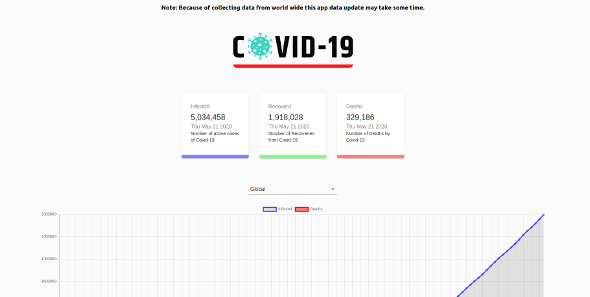 Note: Because of collecting data from world wide this app data update may take some time.
COVID-19
Infected
5,034,458
Thu May 21 2020
Number of active cases
of Covid-19
Recoverd
1,918,028
Thu May 21 2020
Number of Recoveries
from Covid-19
Deaths
329,186
Thu May 21 2020
Number of Deaths by
Covid-19
Global
Infected Deaths
5000000
4500000
4000000
3500000